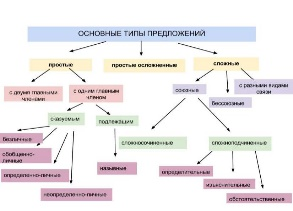 ОСНОВНЫЕ ТИПЫ ПРЕДЛОЖЕНИЙ
простые
простые осложненные
сложные
с двумя главными
членами
с одним главным
членом
союзные
бессоюзные
с разными видами
связи
сказуемым
подлежащим
безличные
обобщенно-
личные
определенно-личные
неопределенно-личные
назывные
сложносочиненные
сложноподчиненные
определительные
изъяснительные
обстоятельственные